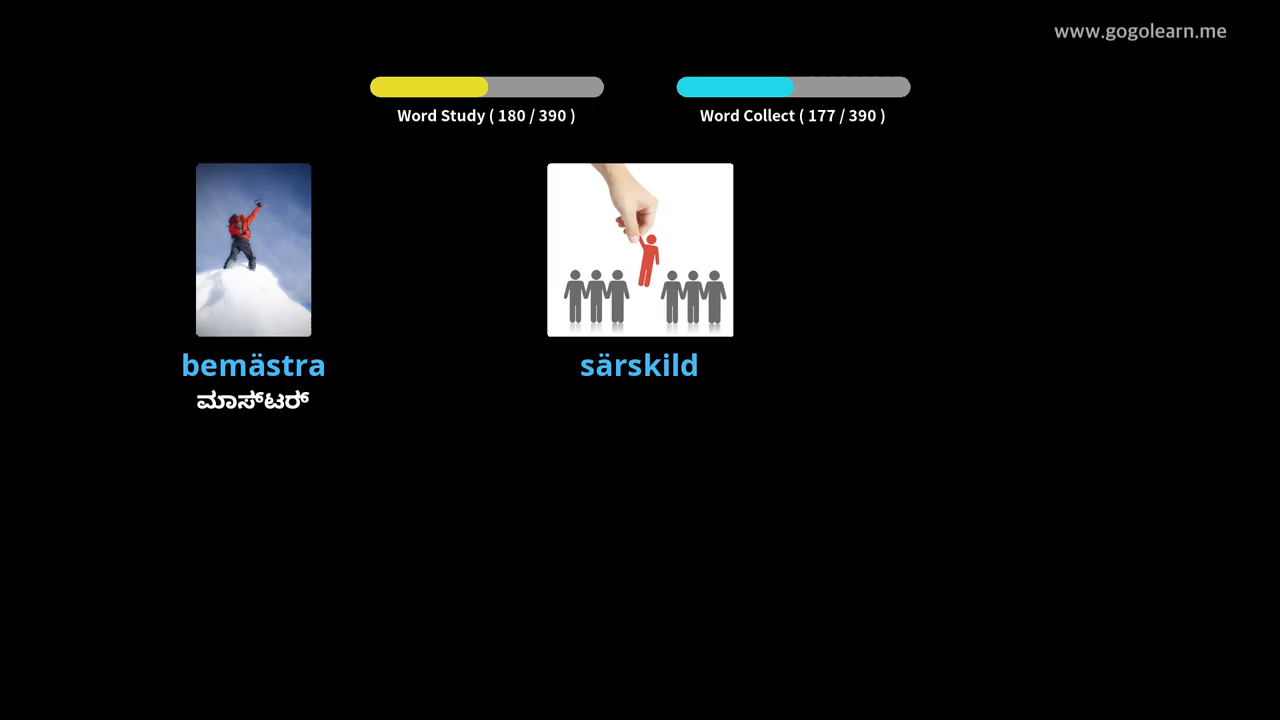 www.gogolearn.me
Word Study ( 180 / 390 )
Word Collect ( 177 / 390 )
bemästra
ಮಾಸ್‌ಟರ್‌
särskild